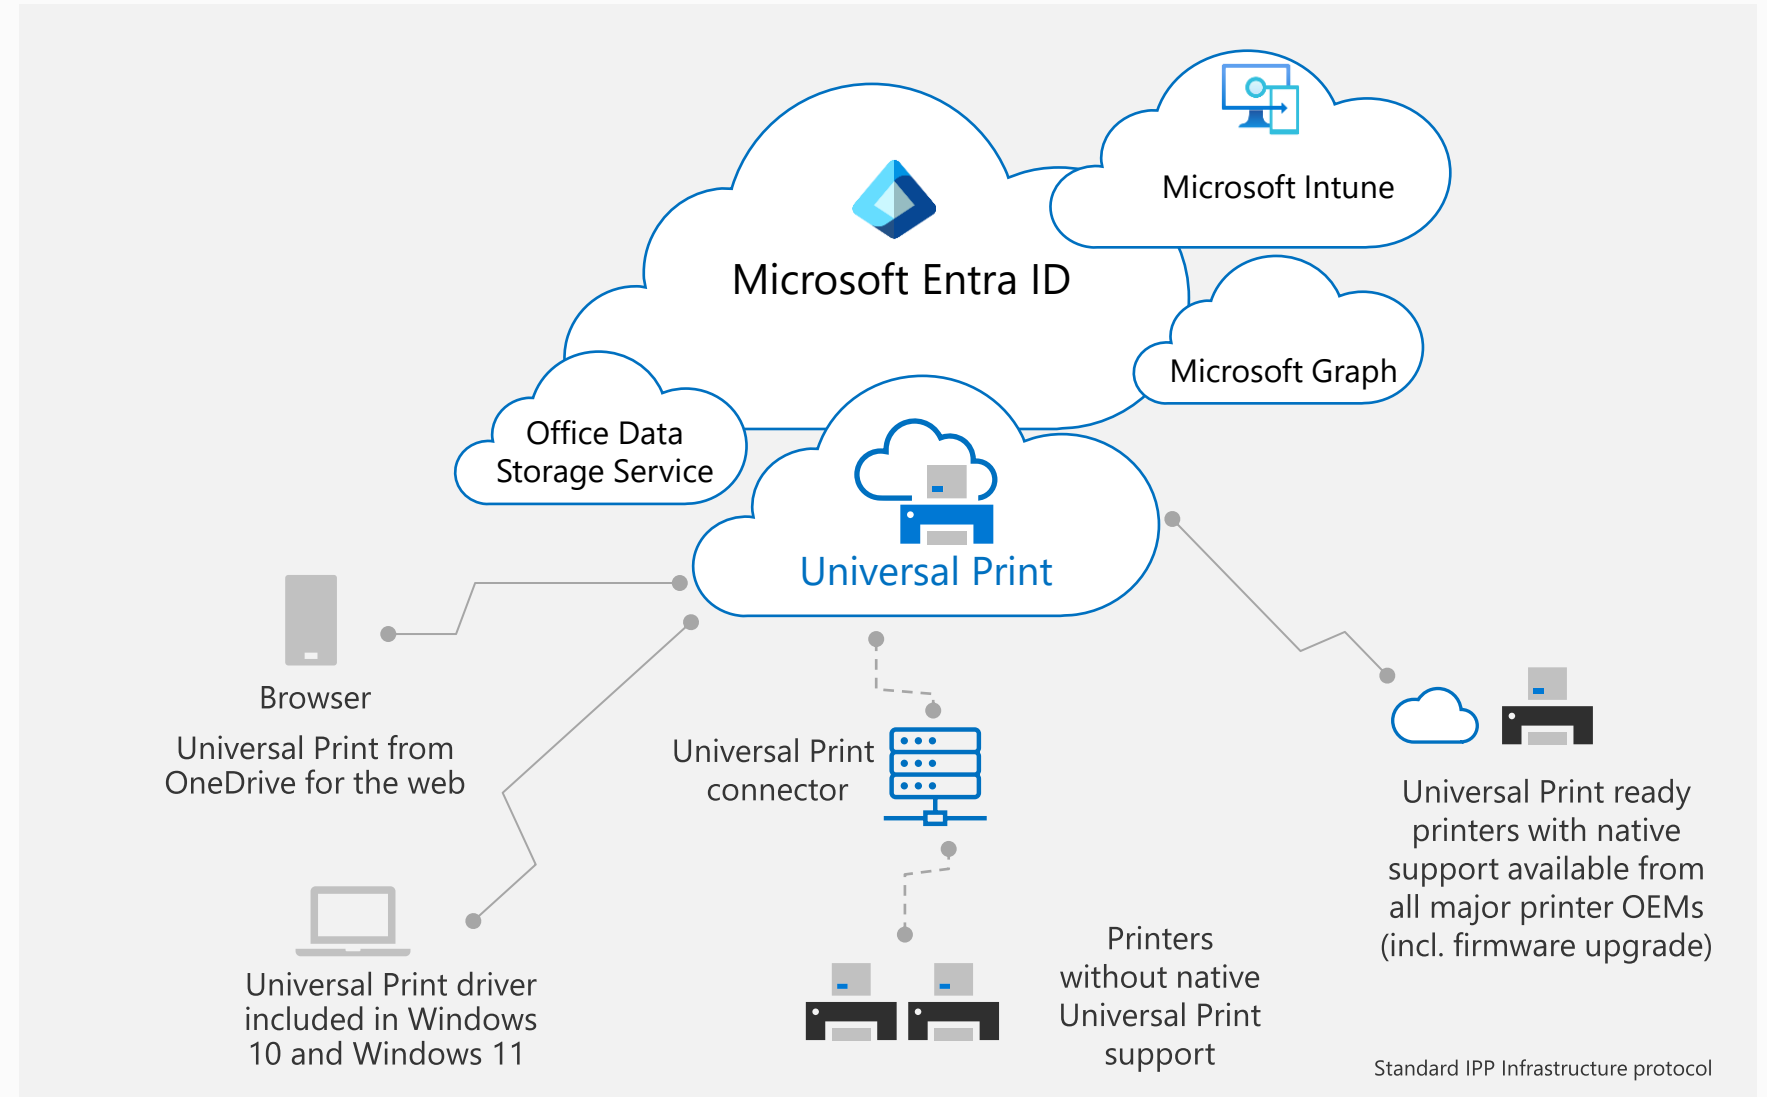 Microsoft Intune
Microsoft Entra ID
Microsoft Graph
Office Data
Storage Service
Universal Print
Browser
Universal Print from
OneDrive for the web
Universal Print
connector
Universal Print ready
printers with native
support available from
all major printer OEMs
(incl. firmware upgrade)
Universal Print driver
included in Windows
10 and Windows 11
Printers
without native
Universal Print
support
Standard IPP Infrastructure protocol